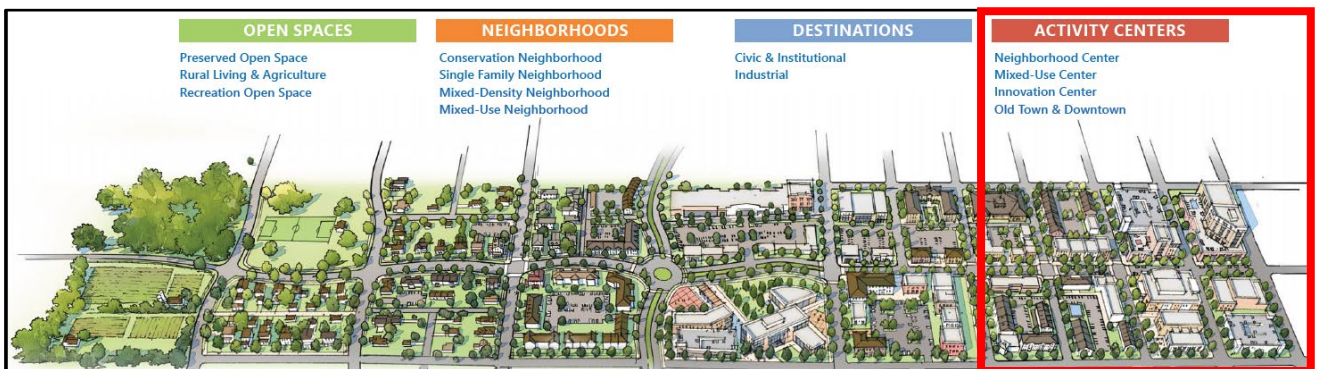 OPEN SPACES
Preserved Open Space
Rural Living & Agriculture
Recreation Open Space
NEIGHBORHOODS
Conservation Neighborhood
Single Family Neighborhood
Mixed-Density Neighborhood
Mixed-Use Neighborhood
DESTINATIONS
Civic & Institutional
Industrial
ACTIVITY CENTERS
Neighborhood Center
Mixed-Use Center
Innovation Center
Old Town & Downtown